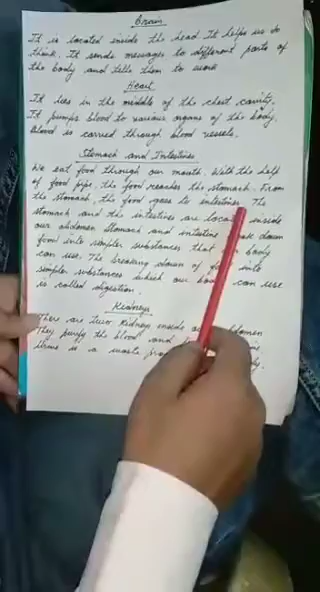 Brain
It is located inside the head. It helps us to
think. It sends messages to different parts of
the body and tells them to work
Heart
It lies in the middle of the chest cavity.
It pumps blood to various organs of the body.
Blood is carried through blood vessels.
Stomach and Intestines
We eat food through our mouth. With the help
of food pipe, the food reaches the stomach. From
the stomach, the food goes to intestines. The
stomach and the intestines are inside
our abdomen Stomach and intestine down
food into simpler substances that body
can use. The breaking down of into
simpler substances which our can use
is called digestion.
Kidneys
There are two Kidney inside
They purify the blood and
Urine is a waste